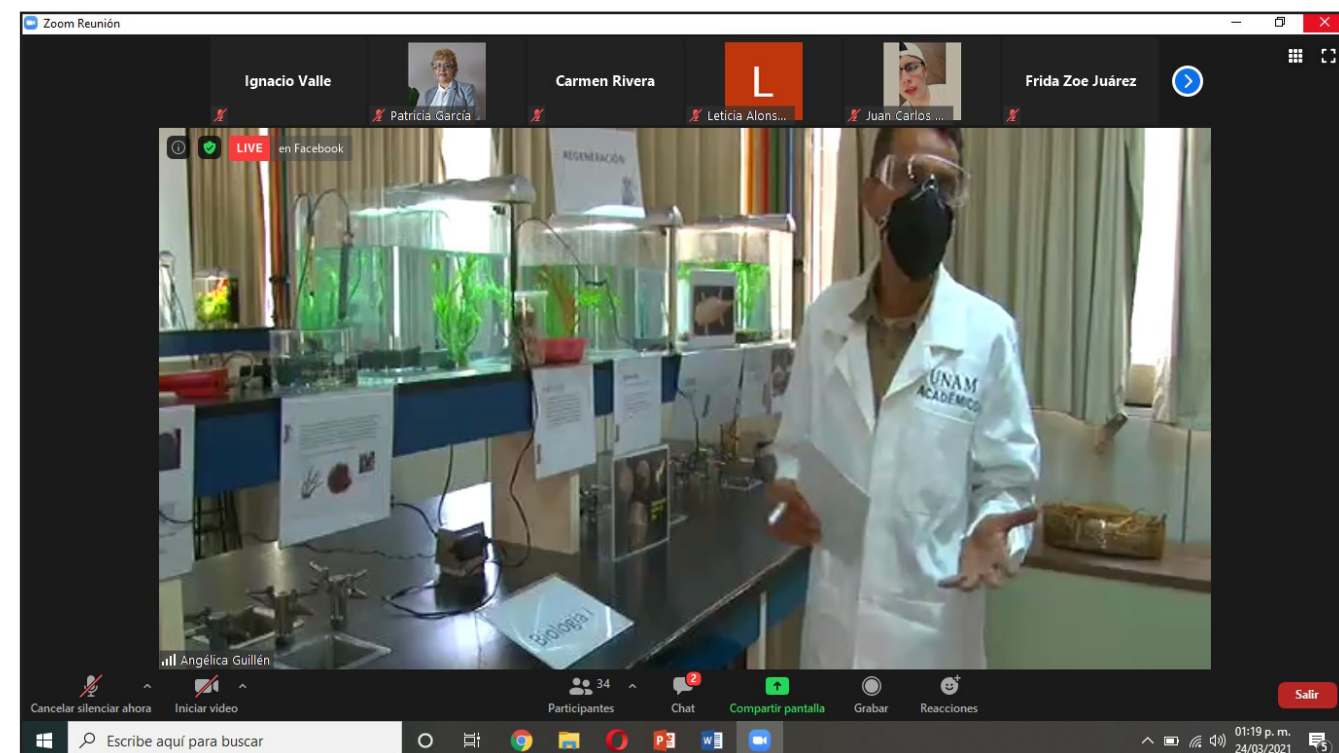 Zoom Reunión
Ignacio Valle
Patricia García
Carmen Rivera
L
Leticia Alons...
Juan Carlos ...
Frida Zoe Juárez
LIVE en Facebook
REGENERACIÓN
UNAM
ACADÉMICO
Biología I
Angélica Guillén
Cancelar silenciar ahora
Iniciar video
34
Participantes
2
Chat
Compartir pantalla
Grabar
Reacciones
Salir
Escribe aquí para buscar
01:19 p. m.
24/03/2021
5